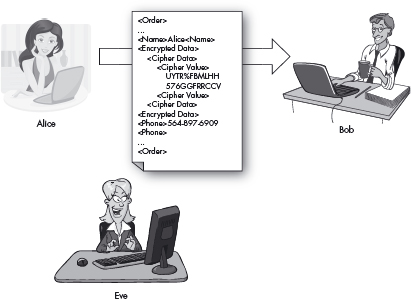 <Order>
...
<Name>Alice<Name>
<Encrypted Data>
<Cipher Data>
<Cipher Value>
UYTR%FBMLHH
576GGFRRCCV
<Cipher Value>
<Cipher Data>
<Encrypted Data>
<Phone>564-897-6909
<Phone>
...
<Order>
Alice
Bob
Eve